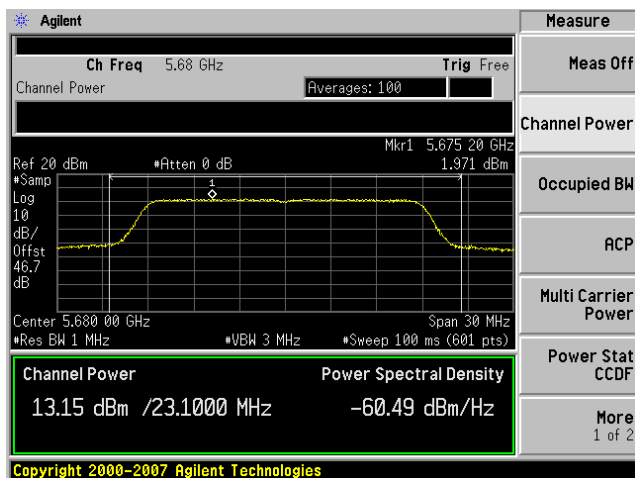 Agilent
Measure
Ch Freq 5.68 GHz Trig Free
Channel Power Averages: 100
Mkr1 5.675 20 GHz
Ref 20 dBm #Atten 0 dB 1.971 dBm
#Samp
Log
10
dB/
Offst
46.7
dB
1
Center 5.680 00 GHz Span 30 MHz
#Res BW 1 MHz #VBW 3 MHz #Sweep 100 ms (601 pts)
Channel Power Power Spectral Density
13.15 dBm /23.1000 MHz -60.49 dBm/Hz
Copyright 2000-2007 Agilent Technologies
Meas Off
Channel Power
Occupied BW
ACP
Multi Carrier
Power
Power Stat
CCDF
More
1 of 2